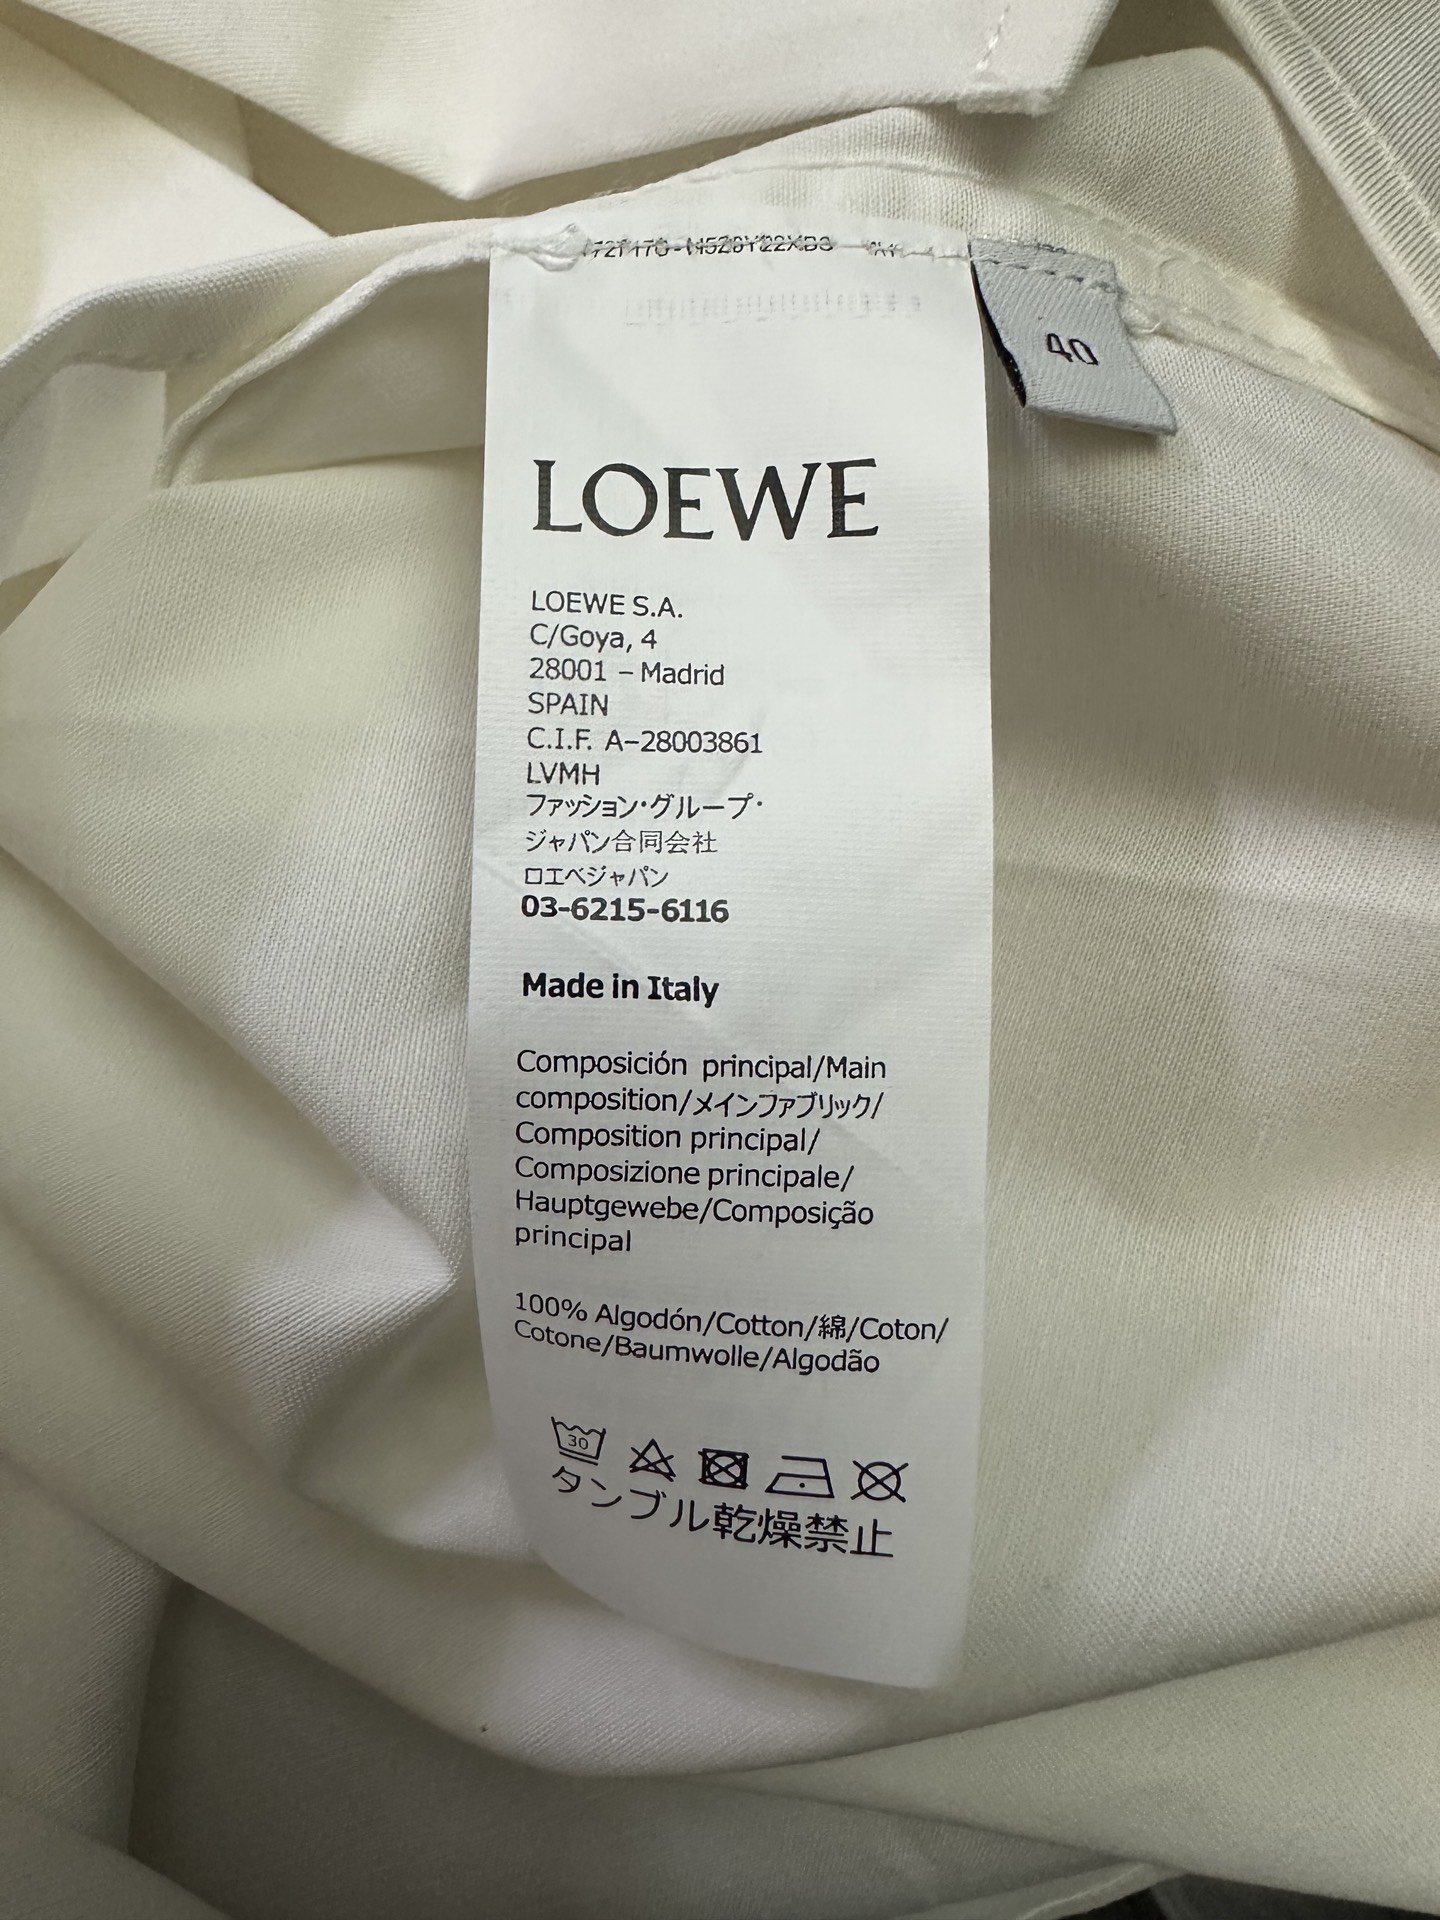 40
LOEWE
LOEWE S.A.
C/Goya, 4
28001 – Madrid
SPAIN
C.I.F. A–28003861
LVMH
ファッション・グループ・
ジャパン合同会社
ロエベジャパン
03-6215-6116
Made in Italy
Composición principal/Main
composition/メインファブリック/
Composition principal/
Composizione principale/
Hauptgewebe/Composição
principal
100% Algodón/Cotton/綿/Coton/
Cotone/Baumwolle/Algodão
30
タンブル乾燥禁止